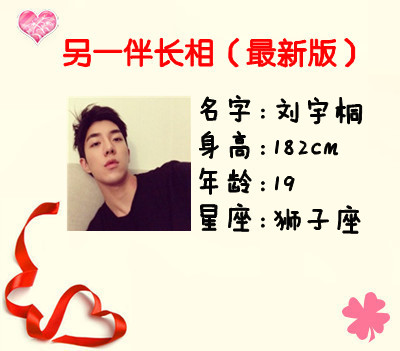 另一伴长相（最新版）
名字：刘宇桐
身高：182cm
年龄：19
星座：狮子座